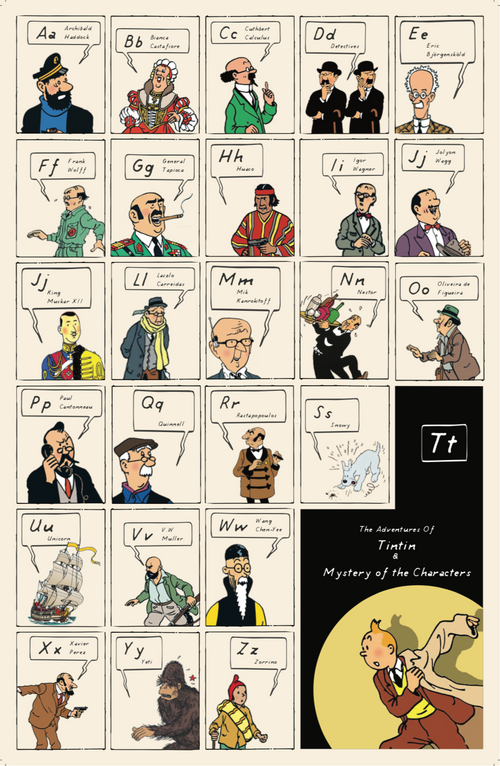 Aa
Archibald
Haddock
Bb
Bianca
Castafiore
Cc
Cuthbert
Calculus
Dd
Detectives
Ee
Eric
Björgensköld
Ff
Frank
Wolff
Gg
General
Tapioca
Hh
Huaco
Ii
Igor
Wagner
Jj
Jolyon
Wagg
Jj
King
Muskar XII
Ll
Laszlo
Carreidas
Mm
Mik
Kanrokitoff
Nn
Nestor
Oo
Oliveira de
Figueira
Pp
Paul
Cantonneau
Qq
Quinnell
Rr
Rastapopoulos
Ss
Snowy
Tt
Uu
Unicorn
Vv
V.W
Muller
Ww
Wang
Chen-Yee
The Adventures Of
Tintin
&
Mystery of the Characters
Xx
Xavier
Perez
Yy
Yeti
Zz
Zorrino